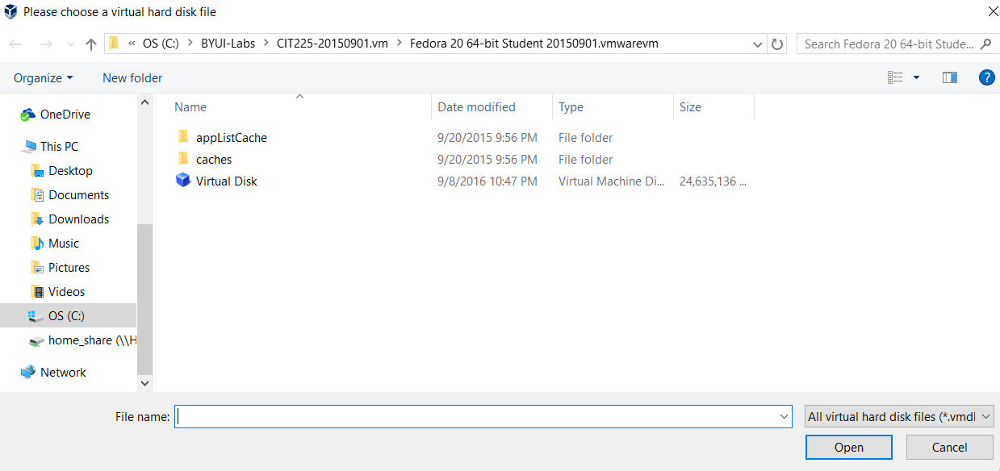 Please choose a virtual hard disk file
« OS (C:) > BYUI-Labs > CIT225-20150901.vm > Fedora 20 64-bit Student 20150901.vmwarevm
Search Fedora 20 64-bit Stude...
Organize New folder
?
Name Date modified Type Size
OneDrive
This PC
Desktop
Documents
Downloads
Music
Pictures
Videos
OS (C:)
home_share (\\H
Network
appListCache 9/20/2015 9:56 PM File folder
caches 9/20/2015 9:56 PM File folder
Virtual Disk 9/8/2016 10:47 PM Virtual Machine Di... 24,635,136 ...
File name:
All virtual hard disk files (*.vmdl
Open Cancel